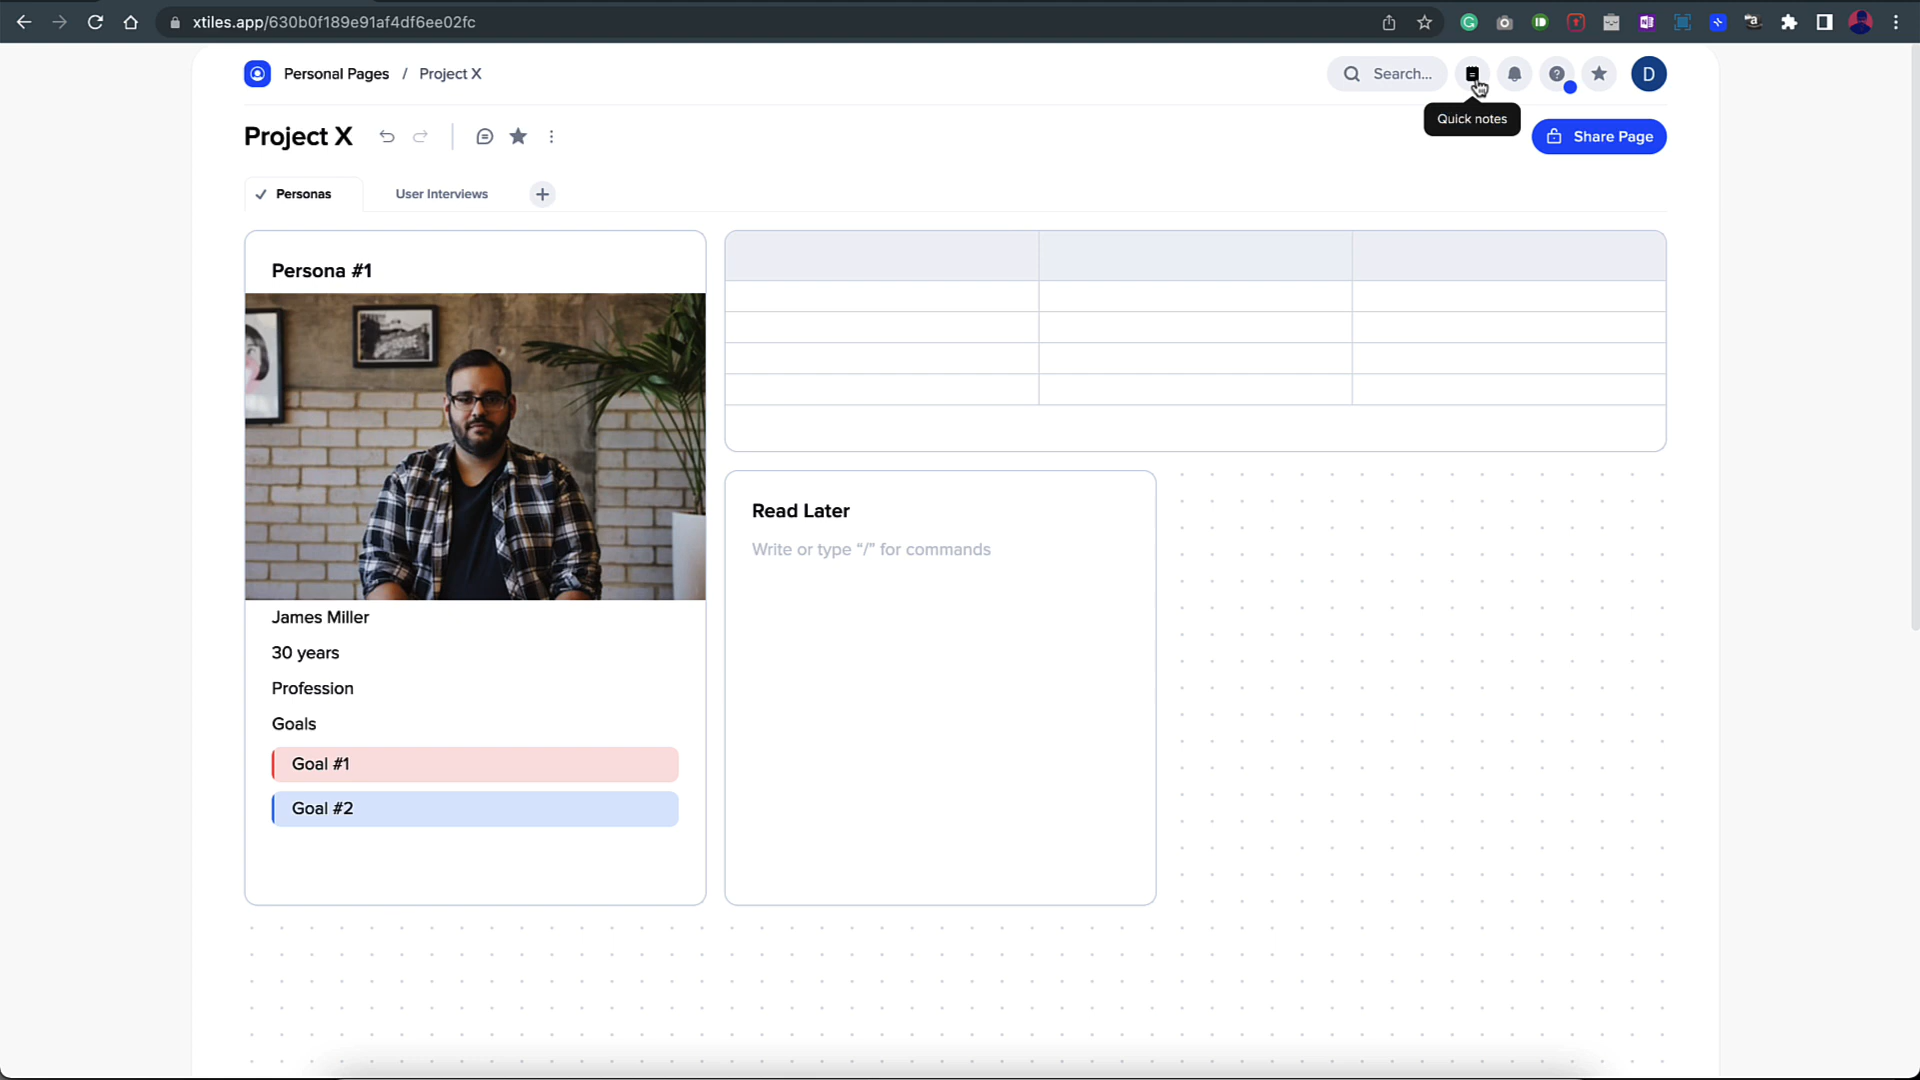 xtiles.app/630b0f189e91af4df6ee02fc
Personal Pages / Project X
Search...
D
Quick notes
Project X
Share Page
Personas
User Interviews
Persona #1
James Miller
30 years
Profession
Goals
Goal #1
Goal #2
Read Later
Write or type “/” for commands